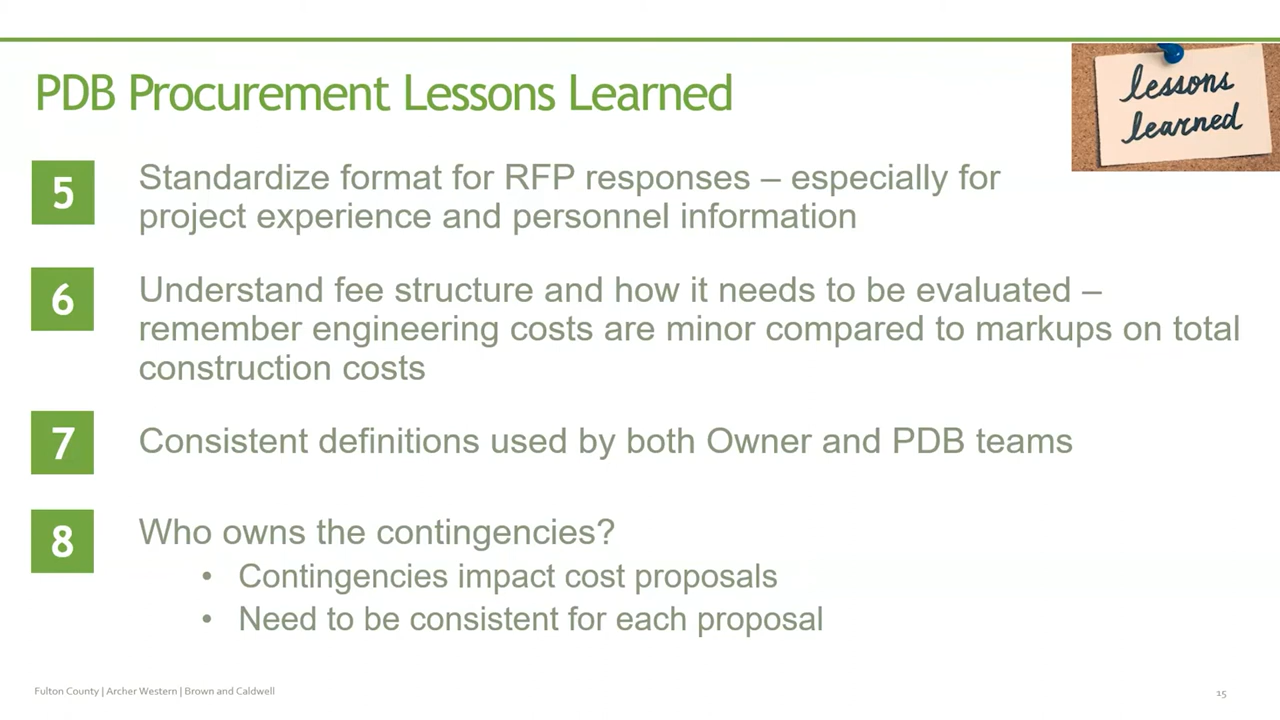 PDB Procurement Lessons Learned
lessons
learned
5
Standardize format for RFP responses – especially for
project experience and personnel information
6
Understand fee structure and how it needs to be evaluated –
remember engineering costs are minor compared to markups on total
construction costs
7
Consistent definitions used by both Owner and PDB teams
8
Who owns the contingencies?
• Contingencies impact cost proposals
• Need to be consistent for each proposal
Fulton County | Archer Western | Brown and Caldwell
15